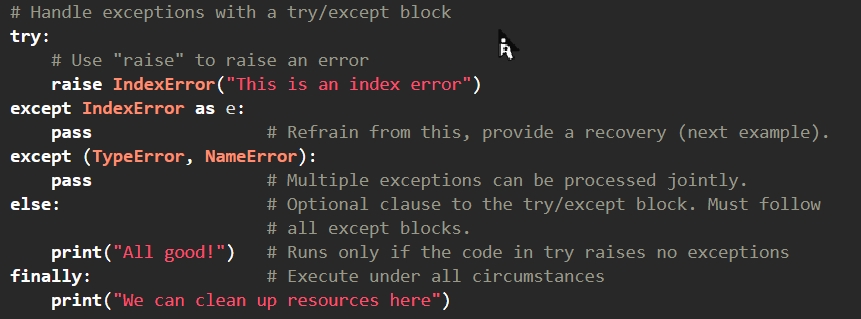 # Handle exceptions with a try/except block
try:
    # Use "raise" to raise an error
    raise IndexError("This is an index error")
except IndexError as e:
    pass                 # Refrain from this, provide a recovery (next example).
except (TypeError, NameError):
    pass                 # Multiple exceptions can be processed jointly.
else:                    # Optional clause to the try/except block. Must follow
                         # all except blocks.
    print("All good!")   # Runs only if the code in try raises no exceptions
finally:                 # Execute under all circumstances
    print("We can clean up resources here")